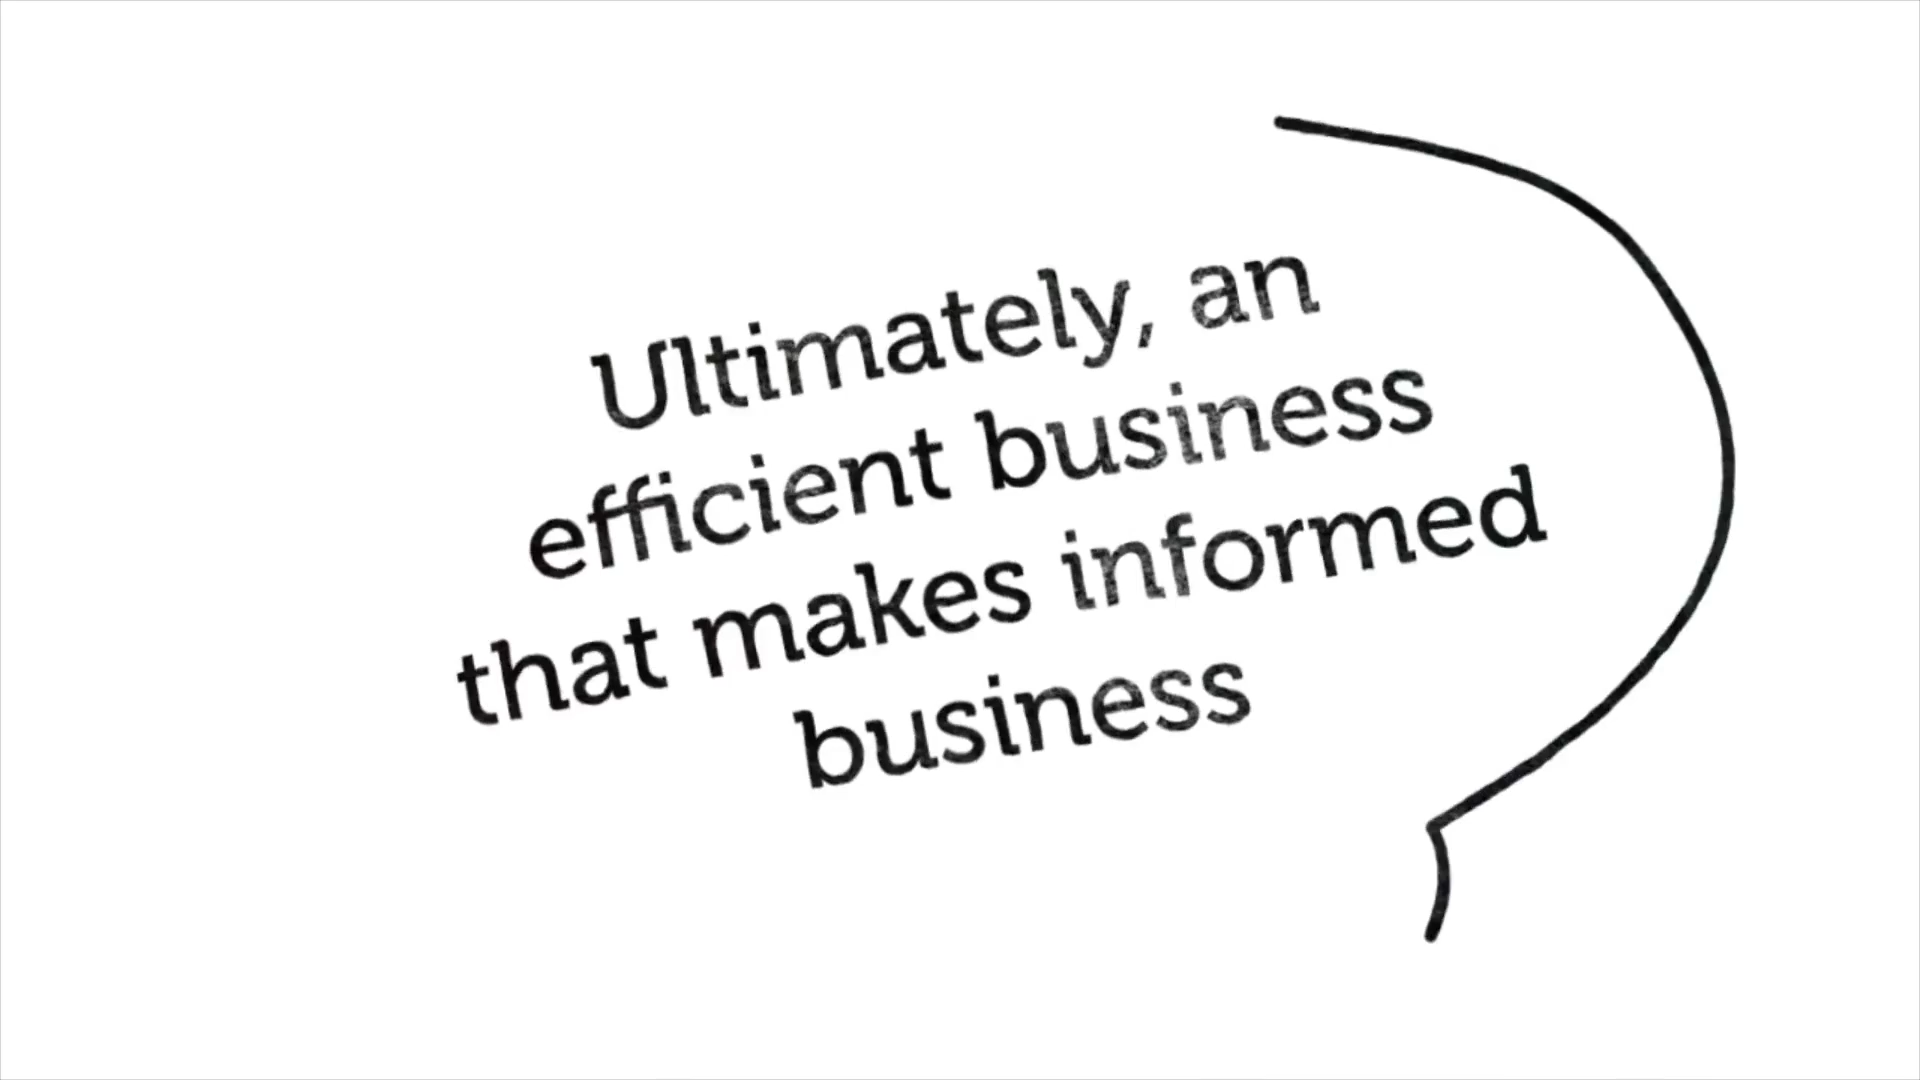 Ultimately, an
efficient business
that makes informed
business